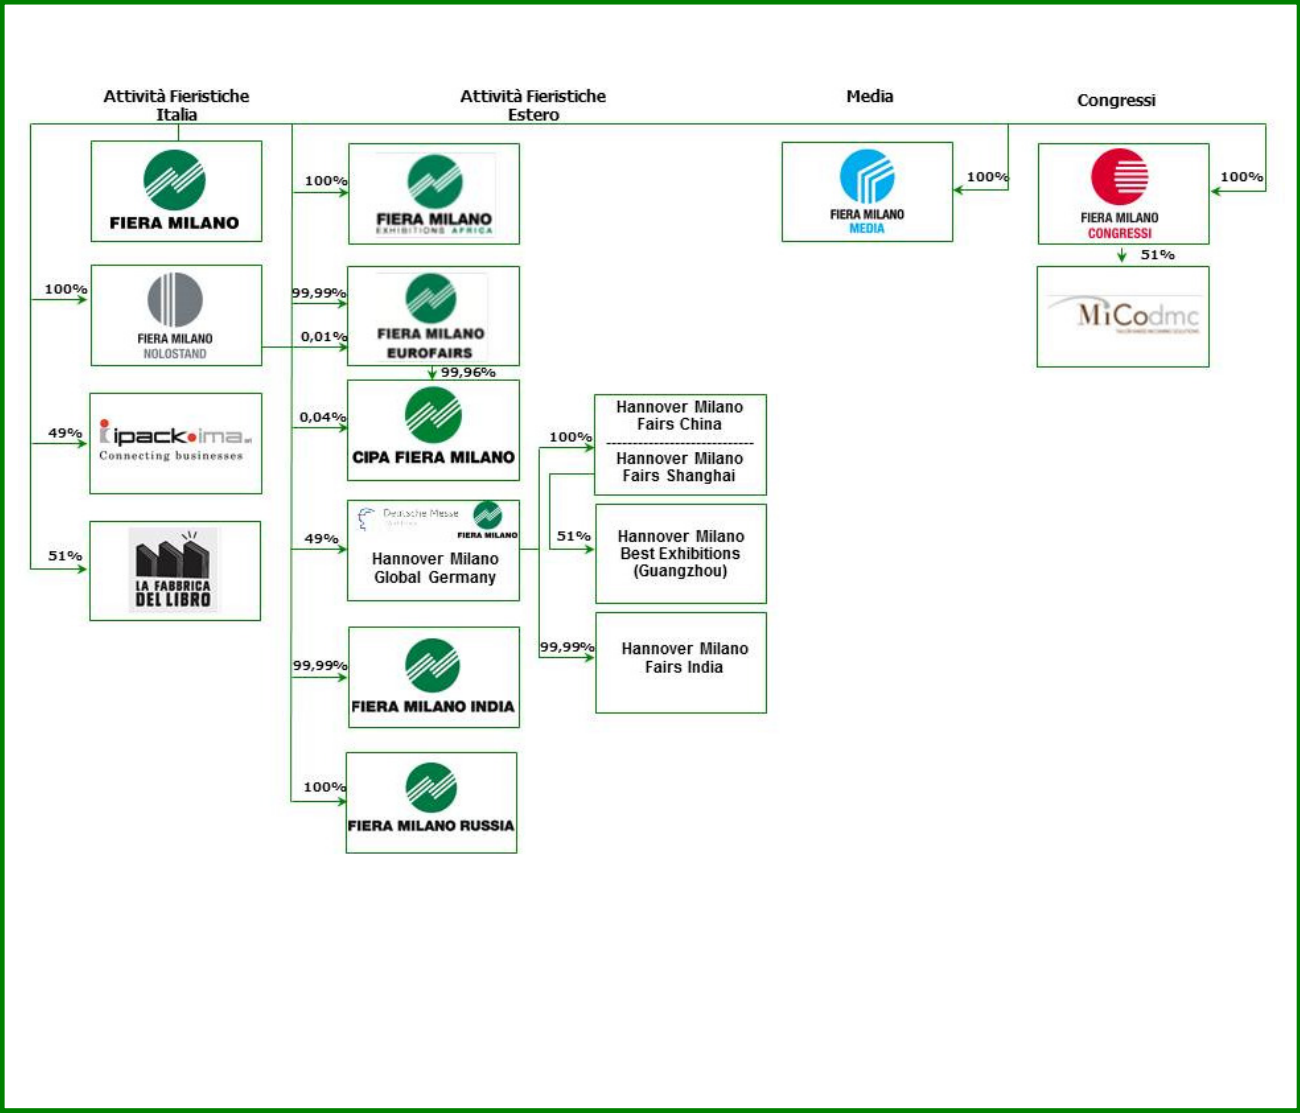 Attività Fieristiche
Italia
Attività Fieristiche
Estero
Media
Congressi
FIERA MILANO
100%
FIERA MILANO
EXHIBITIONS AFRICA
FIERA MILANO
MEDIA
100%
FIERA MILANO
CONGRESSI
100%
51%
MiCodmc
100%
FIERA MILANO
NOLOSTAND
99,99%
0,01%
FIERA MILANO
EUROFAIRS
99,96%
49%
ipack•ima
Connecting businesses
0,04%
CIPA FIERA MILANO
100%
Hannover Milano
Fairs China
Hannover Milano
Fairs Shanghai
51%
LA FABBRICA
DEL LIBRO
49%
Deutsche Messe
FIERA MILANO
Hannover Milano
Global Germany
51%
Hannover Milano
Best Exhibitions
(Guangzhou)
99,99%
FIERA MILANO INDIA
99,99%
Hannover Milano
Fairs India
100%
FIERA MILANO RUSSIA